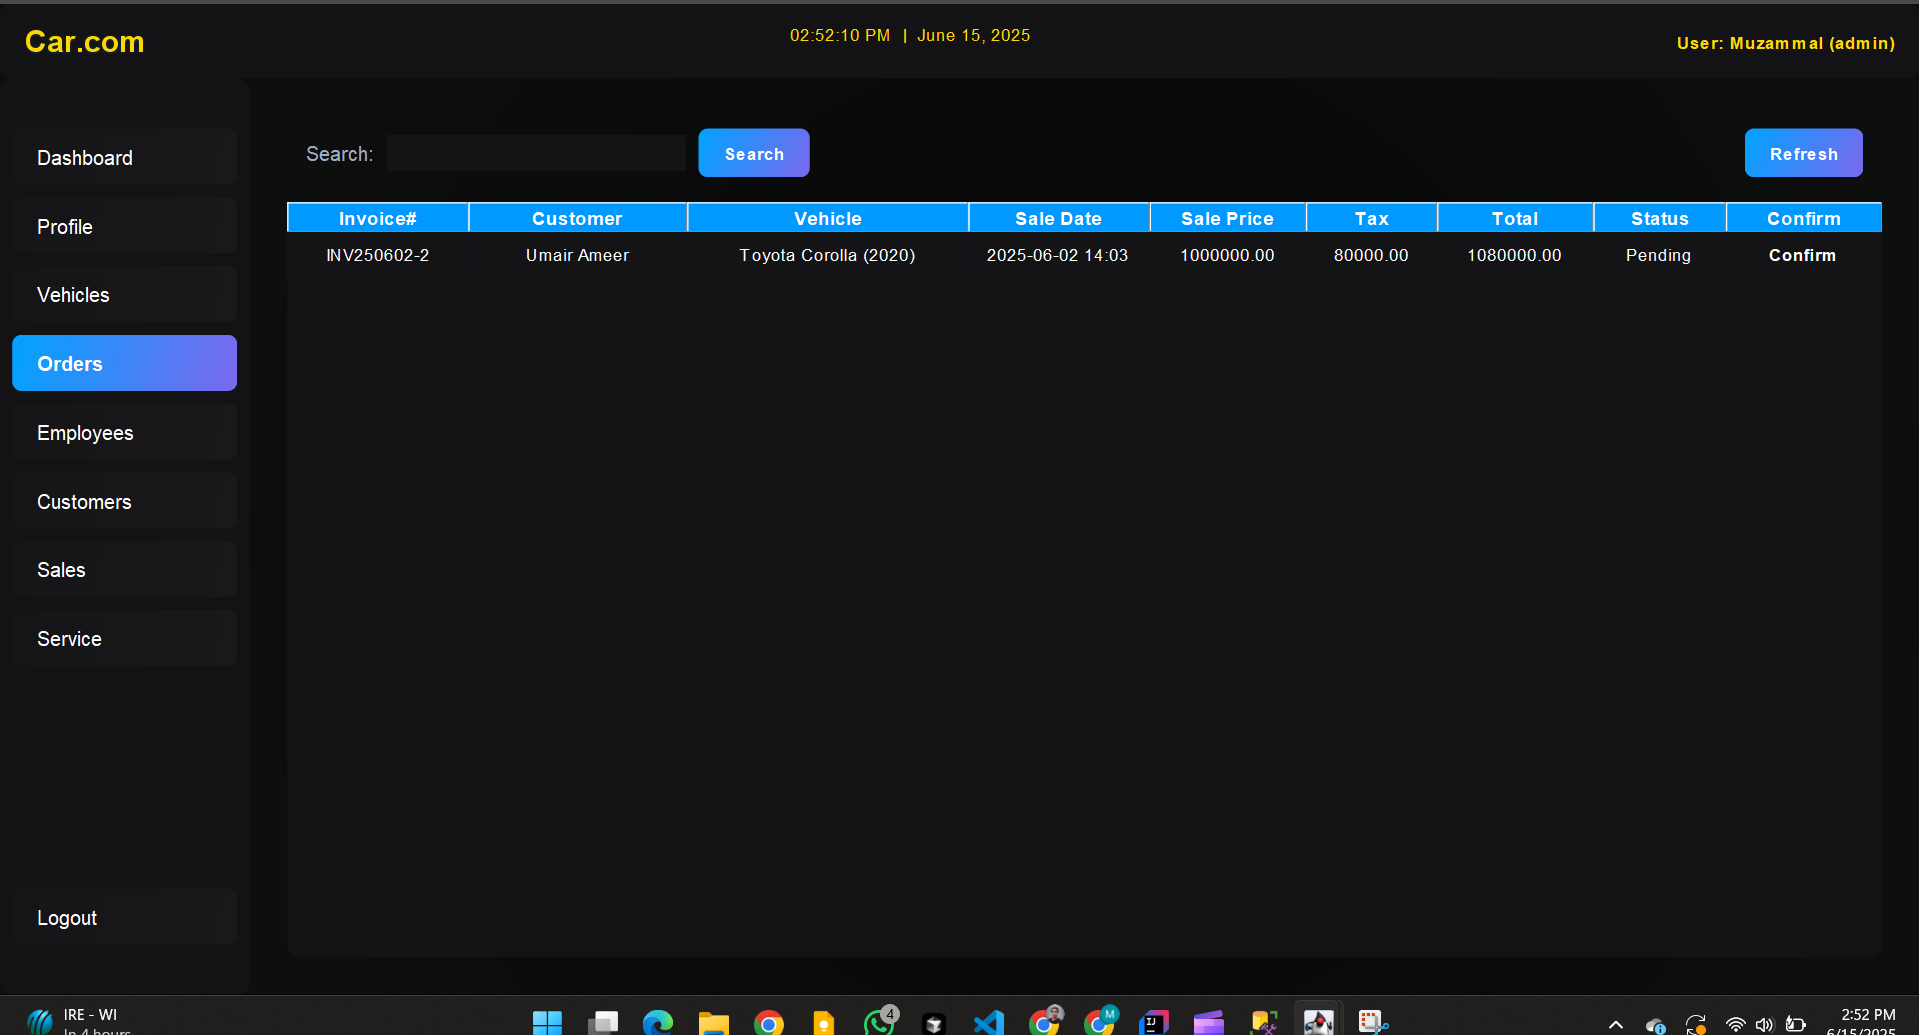 Car.com
02:52:10 PM | June 15, 2025
User: Muzammal (admin)
Dashboard
Profile
Vehicles
Orders
Employees
Customers
Sales
Service
Logout
Search:
Search
Refresh
Invoice# Customer Vehicle Sale Date Sale Price Tax Total Status Confirm
INV250602-2 Umair Ameer Toyota Corolla (2020) 2025-06-02 14:03 1000000.00 80000.00 1080000.00 Pending Confirm
IRE - WI
In 4 hours
4
M
IJ
2:52 PM
6/15/2025